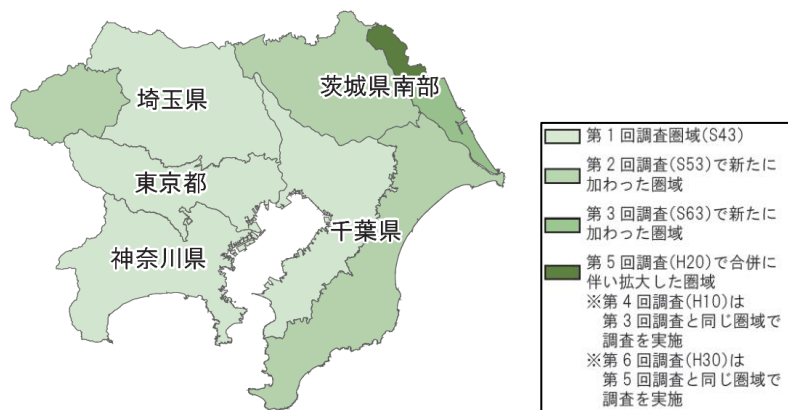 埼玉県
茨城県南部
東京都
神奈川県
千葉県
第1回調査圏域(S43)
第2回調査(S53)で新たに
加わった圏域
第3回調査(S63)で新たに
加わった圏域
第5回調査(H20)で合併に
伴い拡大した圏域
※第4回調査(H10)は
第3回調査と同じ圏域で
調査を実施
※第6回調査(H30)は
第5回調査と同じ圏域で
調査を実施